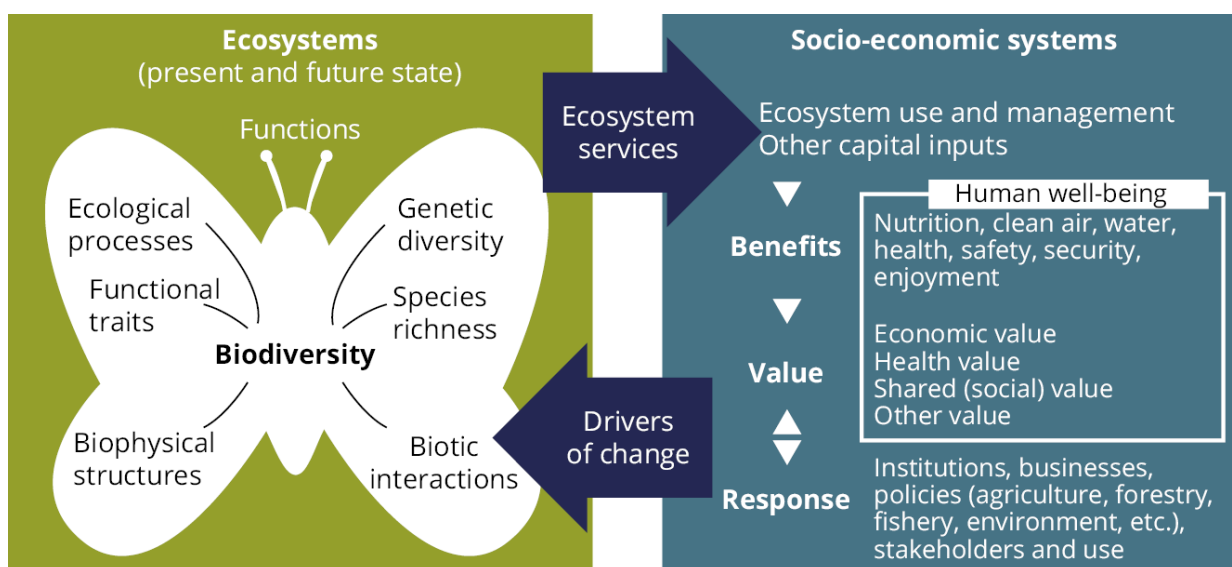 Ecosystems
(present and future state)
Functions
Ecological
processes
Genetic
diversity
Functional
traits
Species
richness
Biodiversity
Biophysical
structures
Biotic
interactions
Ecosystem
services
Drivers
of change
Socio-economic systems
Ecosystem use and management
Other capital inputs
Human well-being
Benefits
Nutrition, clean air, water,
health, safety, security,
enjoyment
Value
Economic value
Health value
Shared (social) value
Other value
Response
Institutions, businesses,
policies (agriculture, forestry,
fishery, environment, etc.),
stakeholders and use